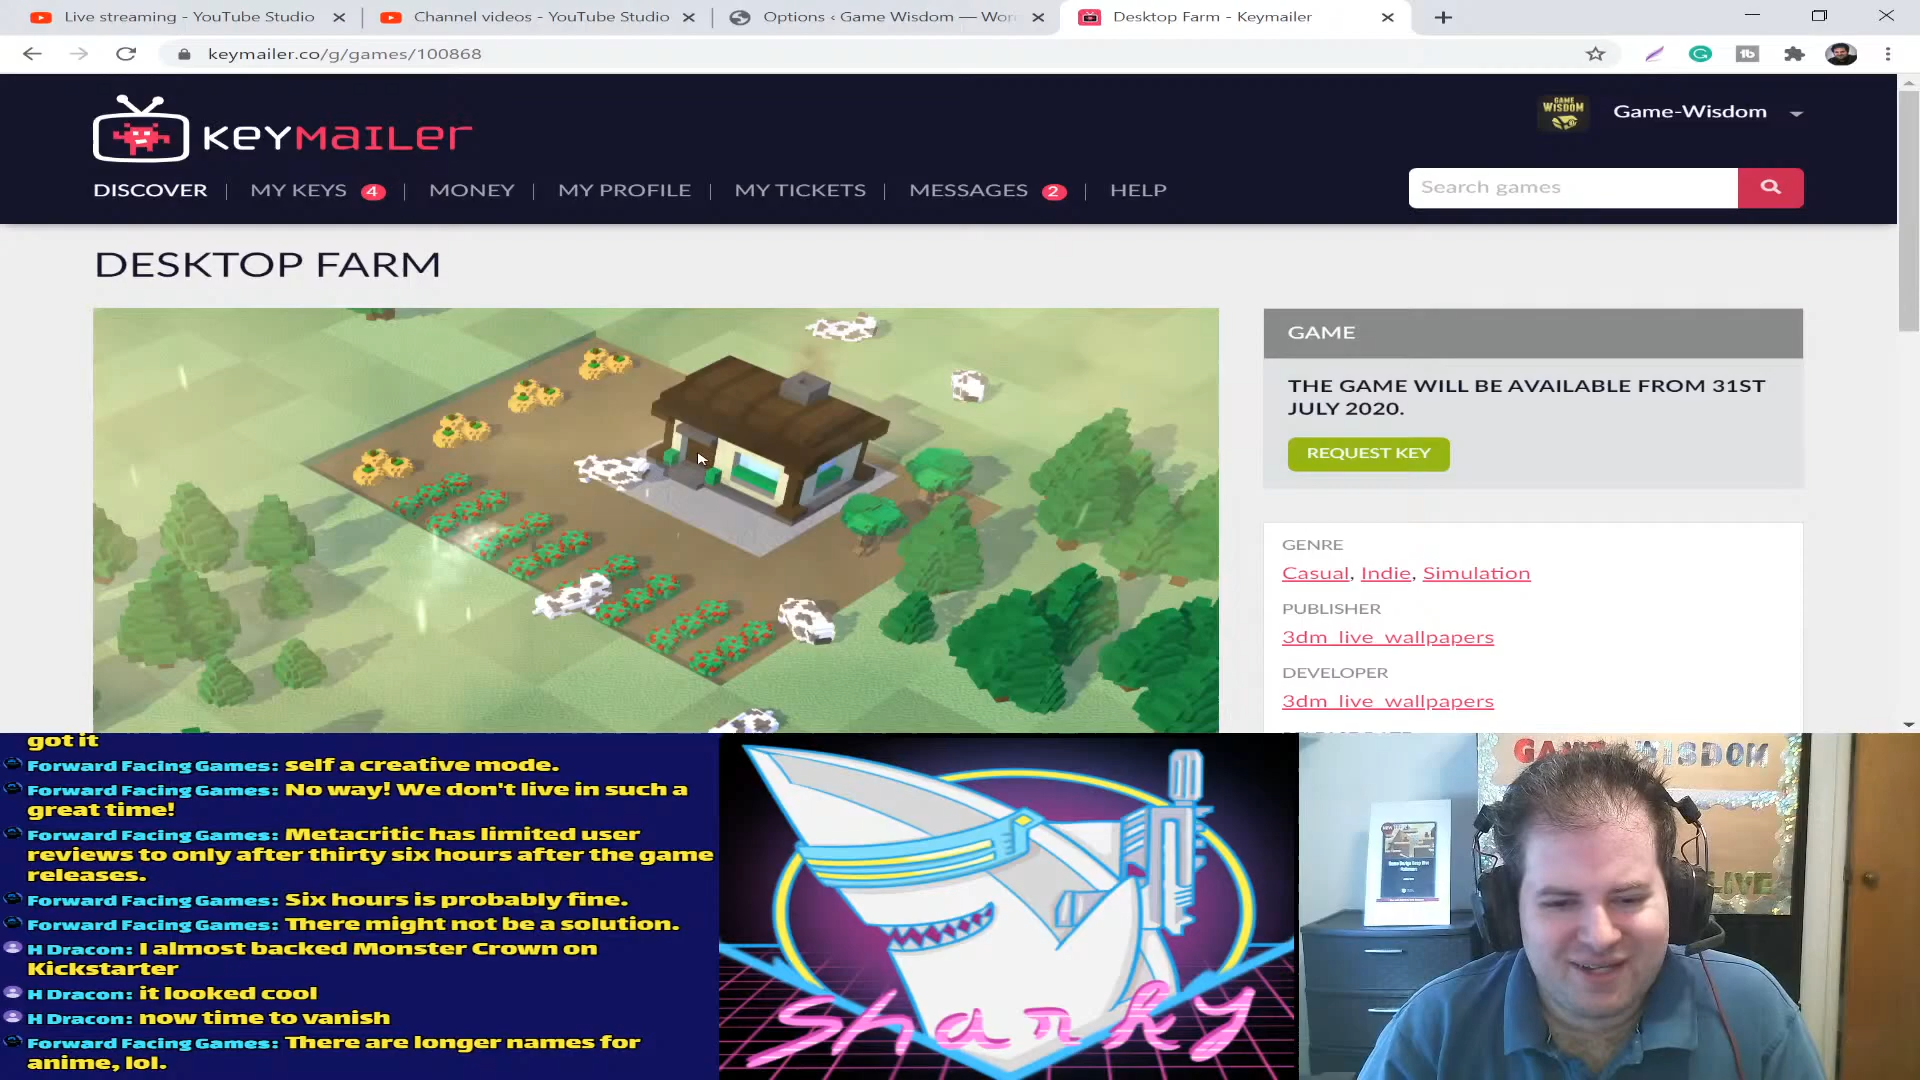 Live streaming - YouTube Studio
Channel videos - YouTube Studio
Options ‹ Game Wisdom — Wor
Desktop Farm - Keymailer
keymailer.co/g/games/100868
KEYMAILER
GAME
WISDOM
Game-Wisdom
DISCOVER
MY KEYS 4
MONEY
MY PROFILE
MY TICKETS
MESSAGES 2
HELP
Search games
DESKTOP FARM
GAME
THE GAME WILL BE AVAILABLE FROM 31ST
JULY 2020.
REQUEST KEY
GENRE
Casual, Indie, Simulation
PUBLISHER
3dm_live_wallpapers
DEVELOPER
3dm_live_wallpapers
got it
Forward Facing Games: self a creative mode.
Forward Facing Games: No way! We don't live in such a
great time!
Forward Facing Games: Metacritic has limited user
reviews to only after thirty six hours after the game
releases.
Forward Facing Games: Six hours is probably fine.
Forward Facing Games: There might not be a solution.
H Dracon: I almost backed Monster Crown on
Kickstarter
H Dracon: it looked cool
H Dracon: now time to vanish
Forward Facing Games: There are longer names for
anime, lol.
Sharky
GAME WISDOM
LIVE